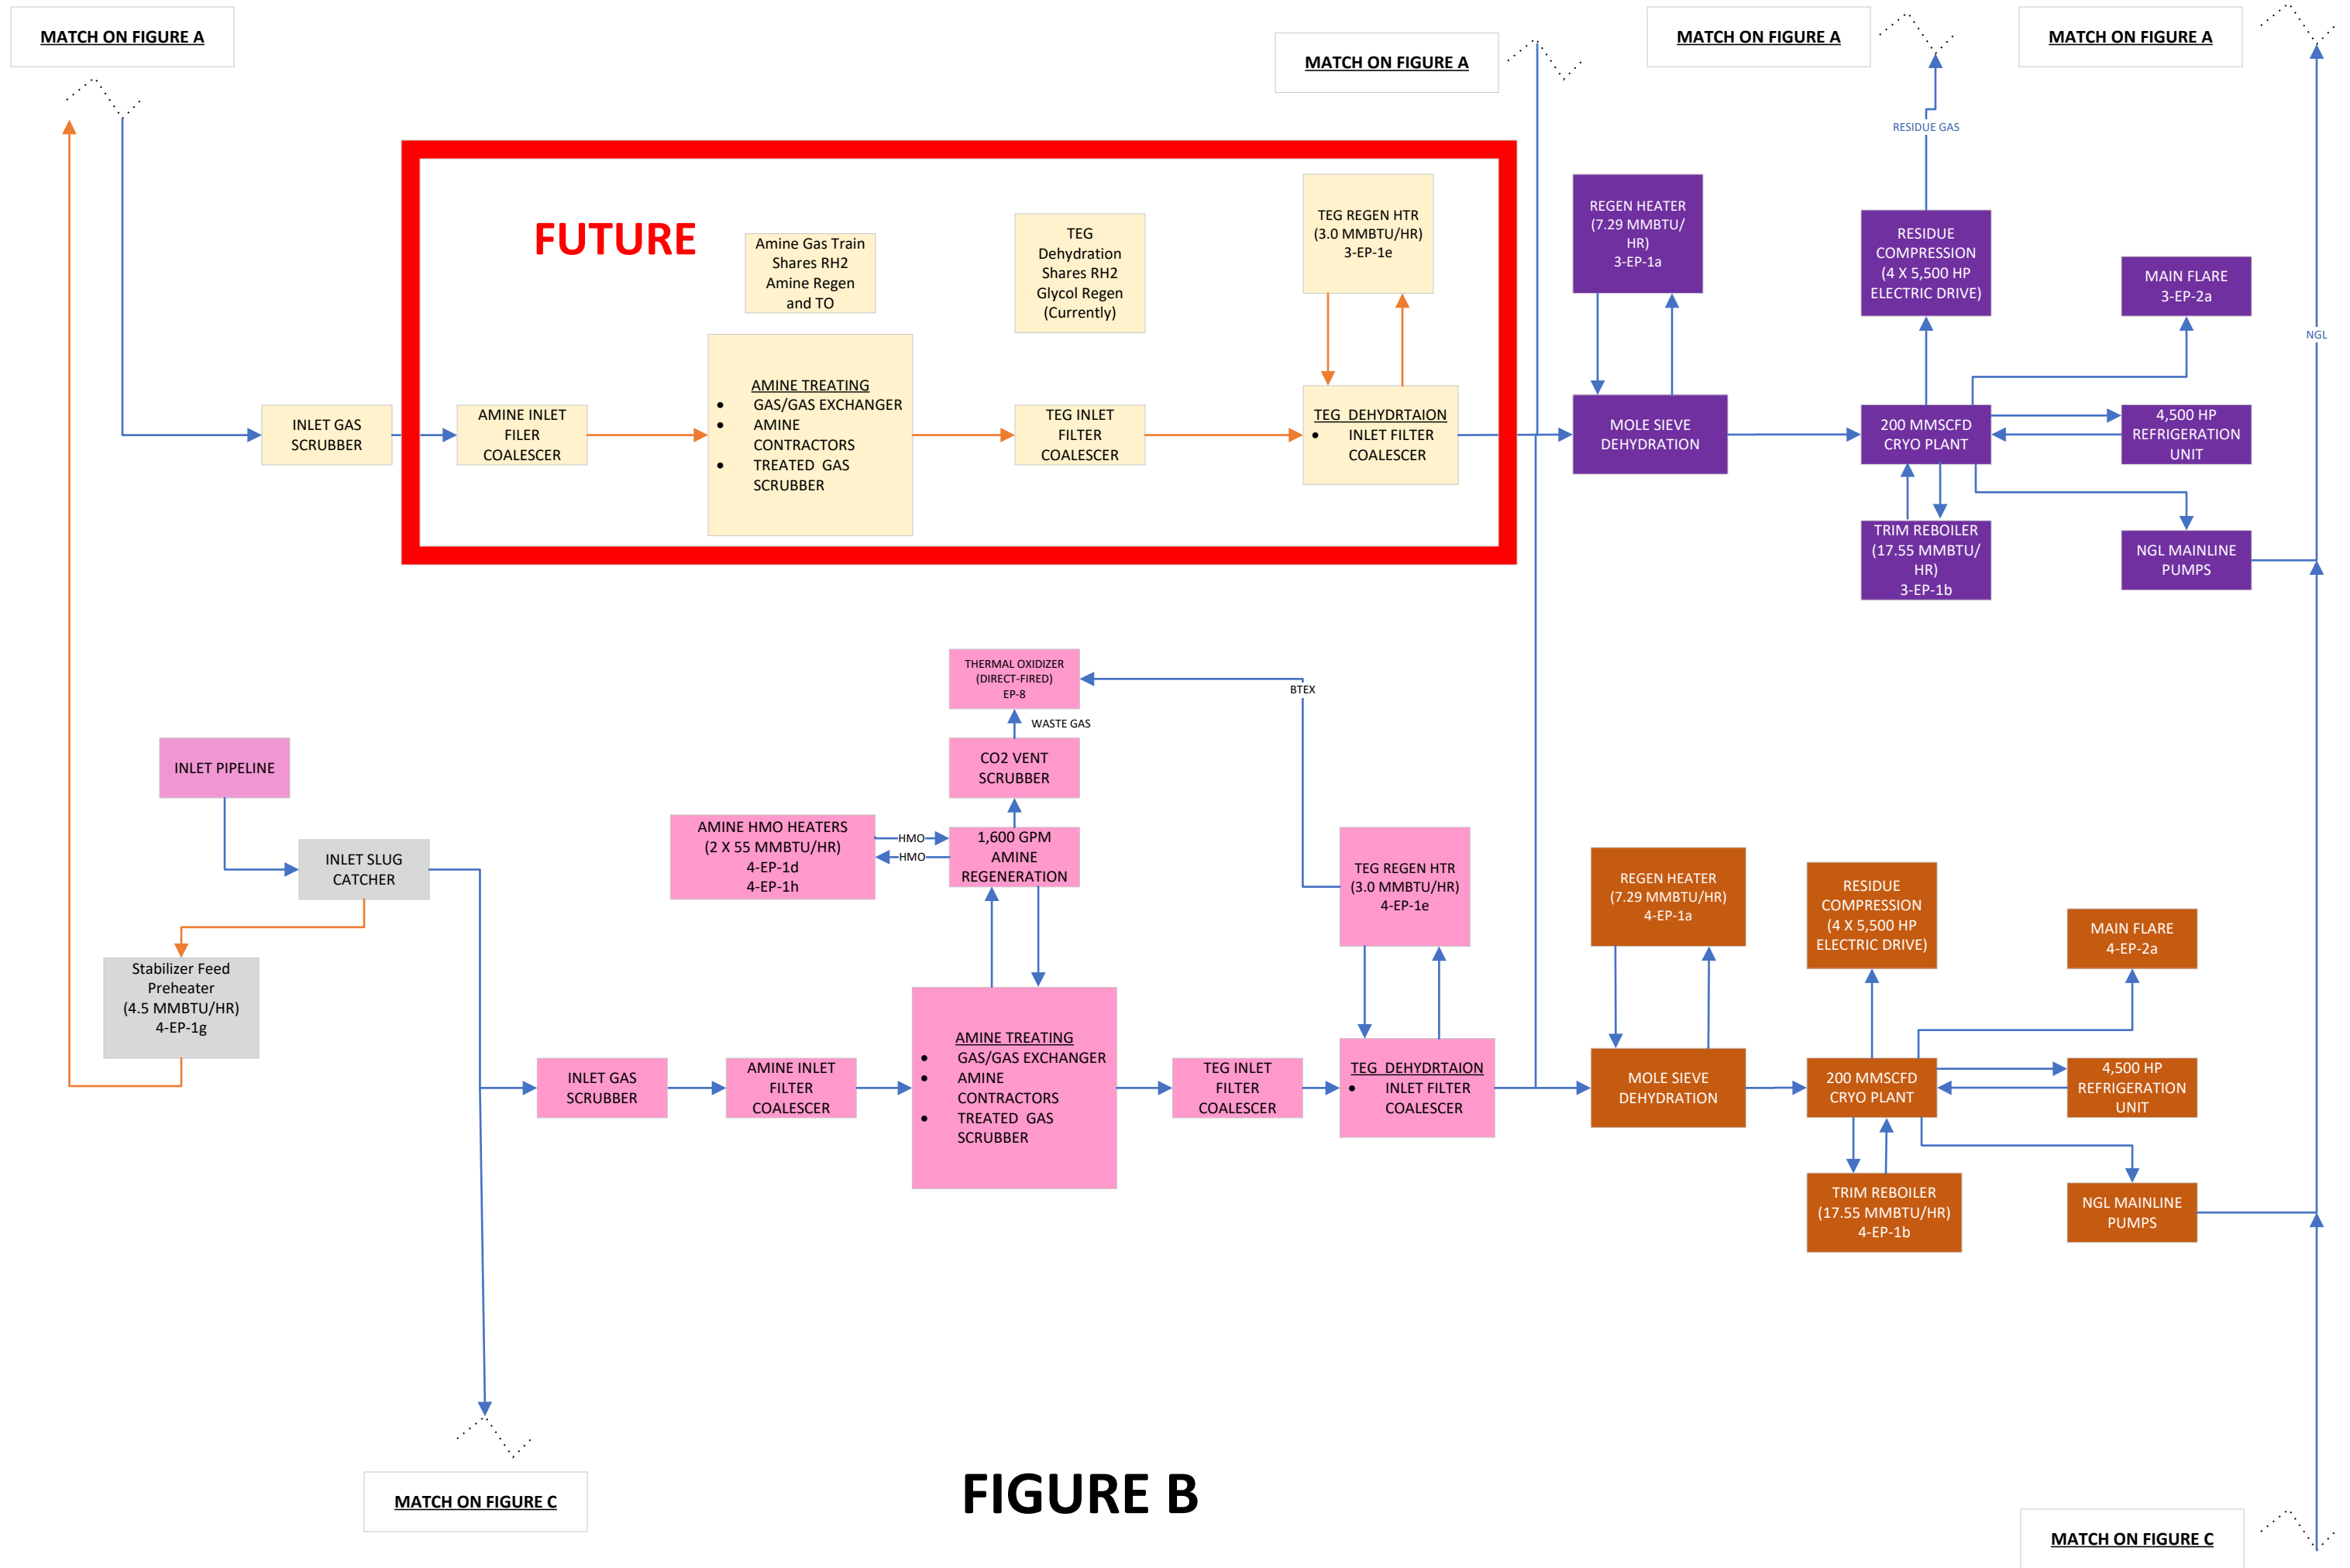 MATCH ON FIGURE A
MATCH ON FIGURE A
MATCH ON FIGURE A
MATCH ON FIGURE A
RESIDUE GAS
FUTURE
Amine Gas Train
Shares RH2
Amine Regen
and TO
TEG
Dehydration
Shares RH2
Glycol Regen
(Currently)
TEG REGEN HTR
(3.0 MMBTU/HR)
3-EP-1e
REGEN HEATER
(7.29 MMBTU/
HR)
3-EP-1a
RESIDUE
COMPRESSION
(4 X 5,500 HP
ELECTRIC DRIVE)
MAIN FLARE
3-EP-2a
NGL
INLET GAS
SCRUBBER
AMINE INLET
FILER
COALESCER
AMINE TREATING
• GAS/GAS EXCHANGER
• AMINE
CONTRACTORS
• TREATED GAS
SCRUBBER
TEG INLET
FILTER
COALESCER
TEG DEHYDRTAION
• INLET FILTER
COALESCER
MOLE SIEVE
DEHYDRATION
200 MMSCFD
CRYO PLANT
4,500 HP
REFRIGERATION
UNIT
TRIM REBOILER
(17.55 MMBTU/
HR)
3-EP-1b
NGL MAINLINE
PUMPS
THERMAL OXIDIZER
(DIRECT-FIRED)
EP-8
BTEX
WASTE GAS
INLET PIPELINE
CO2 VENT
SCRUBBER
AMINE HMO HEATERS
(2 X 55 MMBTU/HR)
4-EP-1d
4-EP-1h
HMO
HMO
1,600 GPM
AMINE
REGENERATION
INLET SLUG
CATCHER
TEG REGEN HTR
(3.0 MMBTU/HR)
4-EP-1e
REGEN HEATER
(7.29 MMBTU/HR)
4-EP-1a
RESIDUE
COMPRESSION
(4 X 5,500 HP
ELECTRIC DRIVE)
MAIN FLARE
4-EP-2a
Stabilizer Feed
Preheater
(4.5 MMBTU/HR)
4-EP-1g
INLET GAS
SCRUBBER
AMINE INLET
FILTER
COALESCER
AMINE TREATING
• GAS/GAS EXCHANGER
• AMINE
CONTRACTORS
• TREATED GAS
SCRUBBER
TEG INLET
FILTER
COALESCER
TEG DEHYDRTAION
• INLET FILTER
COALESCER
MOLE SIEVE
DEHYDRATION
200 MMSCFD
CRYO PLANT
4,500 HP
REFRIGERATION
UNIT
TRIM REBOILER
(17.55 MMBTU/HR)
4-EP-1b
NGL MAINLINE
PUMPS
MATCH ON FIGURE C
FIGURE B
MATCH ON FIGURE C